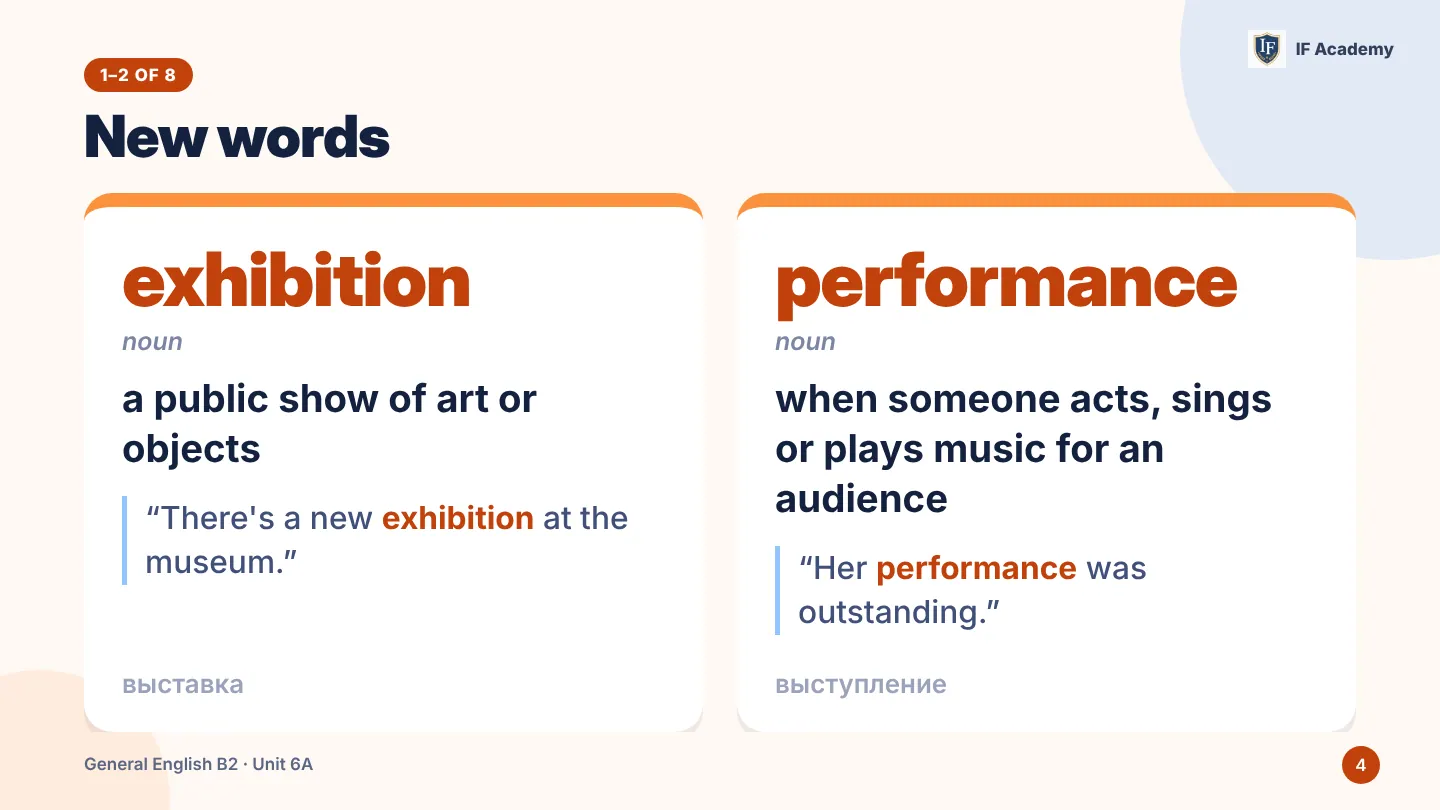 IF
IF Academy
1–2 OF 8
New words
exhibition
noun
a public show of art or
objects
“There's a new exhibition at the
museum.”
выставка
performance
noun
when someone acts, sings
or plays music for an
audience
“Her performance was
outstanding.”
выступление
General English B2 · Unit 6A
4